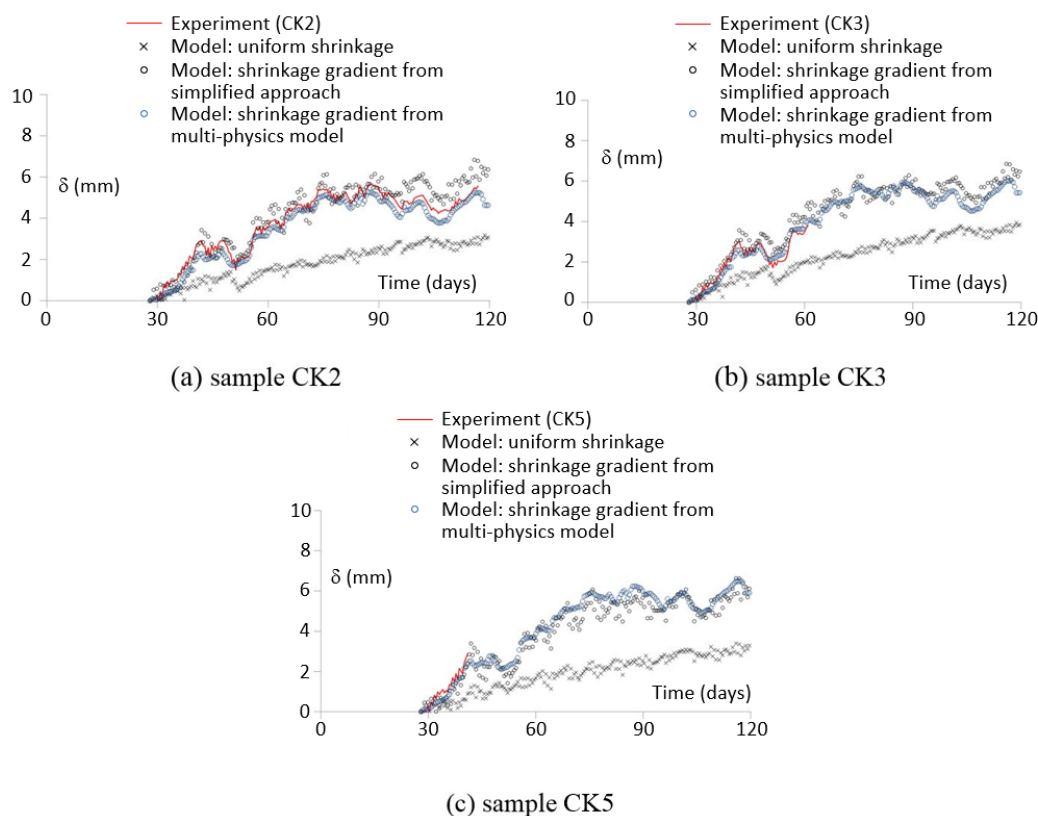 Experiment (CK2)
Model: uniform shrinkage
Model: shrinkage gradient from
simplified approach
Model: shrinkage gradient from
multi-physics model
10
8
6
4
2
0
δ (mm)
Time (days)
0
30
60
90
120
(a) sample CK2
Experiment (CK3)
Model: uniform shrinkage
Model: shrinkage gradient from
simplified approach
Model: shrinkage gradient from
multi-physics model
10
8
6
4
2
0
δ (mm)
Time (days)
0
30
60
90
120
(b) sample CK3
Experiment (CK5)
Model: uniform shrinkage
Model: shrinkage gradient from
simplified approach
Model: shrinkage gradient from
multi-physics model
10
8
6
4
2
0
δ (mm)
Time (days)
0
30
60
90
120
(c) sample CK5